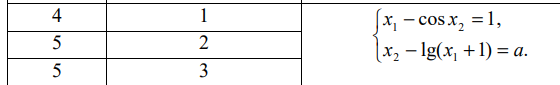 4 1
5 2
5 3
x₁ − cos x₂ = 1,
x₂ − lg(x₁ + 1) = a.